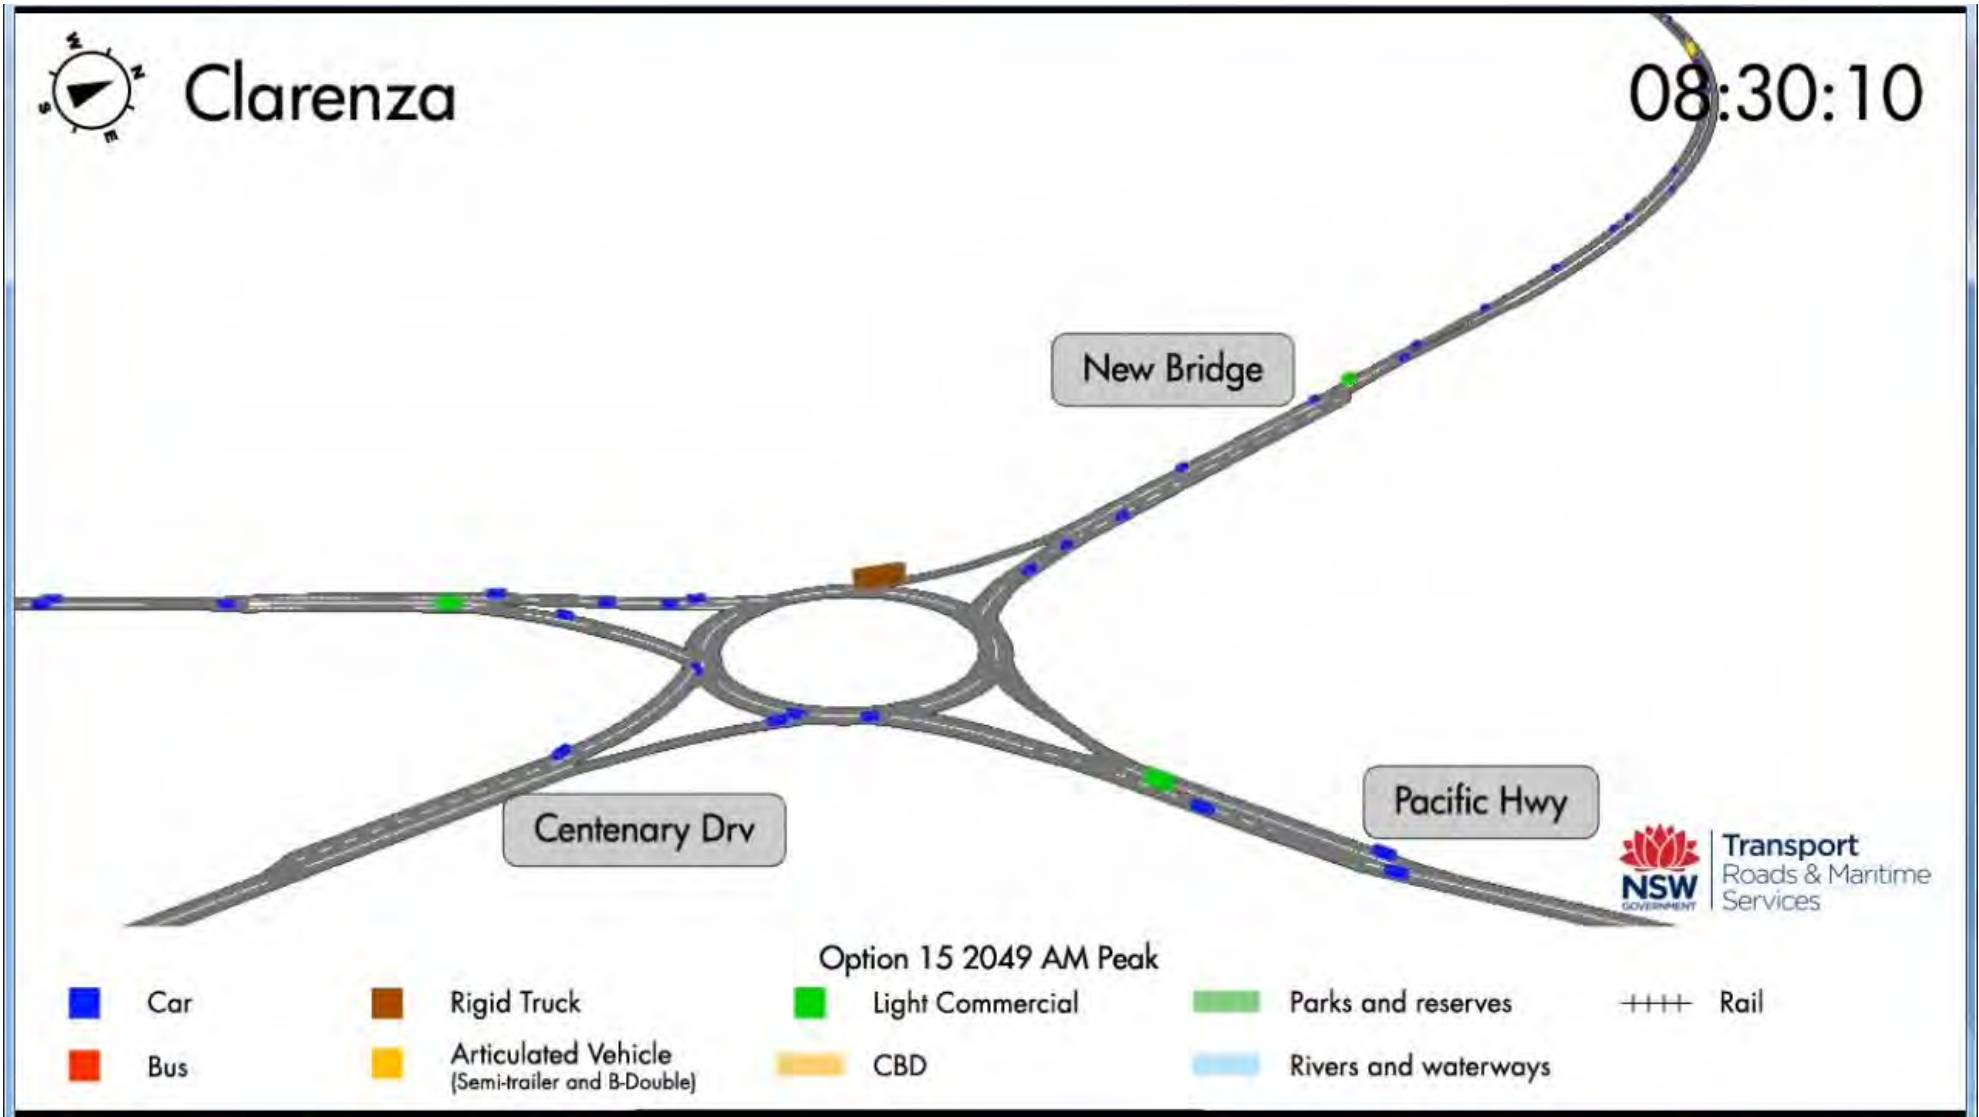 W
N
S
E
Clarenza
08:30:10
New Bridge
Centenary Drv
Pacific Hwy
NSW
GOVERNMENT
Transport
Roads & Maritime
Services
Option 15 2049 AM Peak
Car
Rigid Truck
Light Commercial
Parks and reserves
Rail
Bus
Articulated Vehicle
(Semi-trailer and B-Double)
CBD
Rivers and waterways